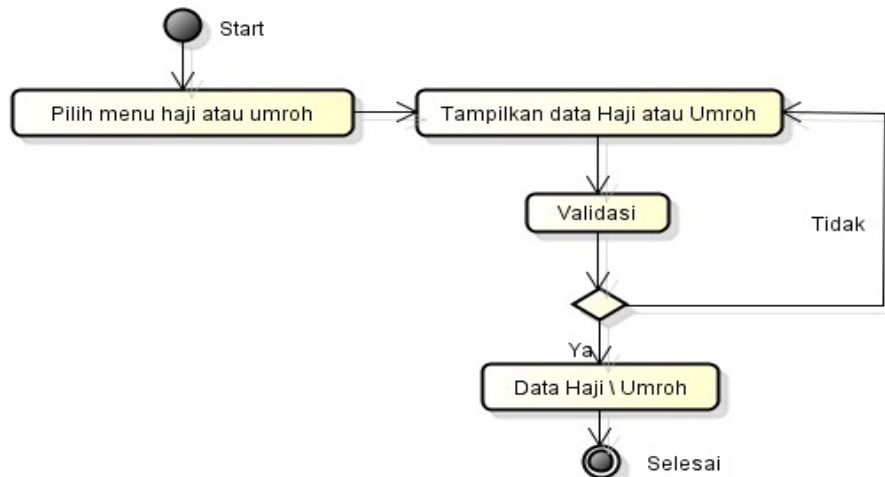 Start
Pilih menu haji atau umroh
Tampilkan data Haji atau Umroh
Validasi
Tidak
Ya
Data Haji \ Umroh
Selesai